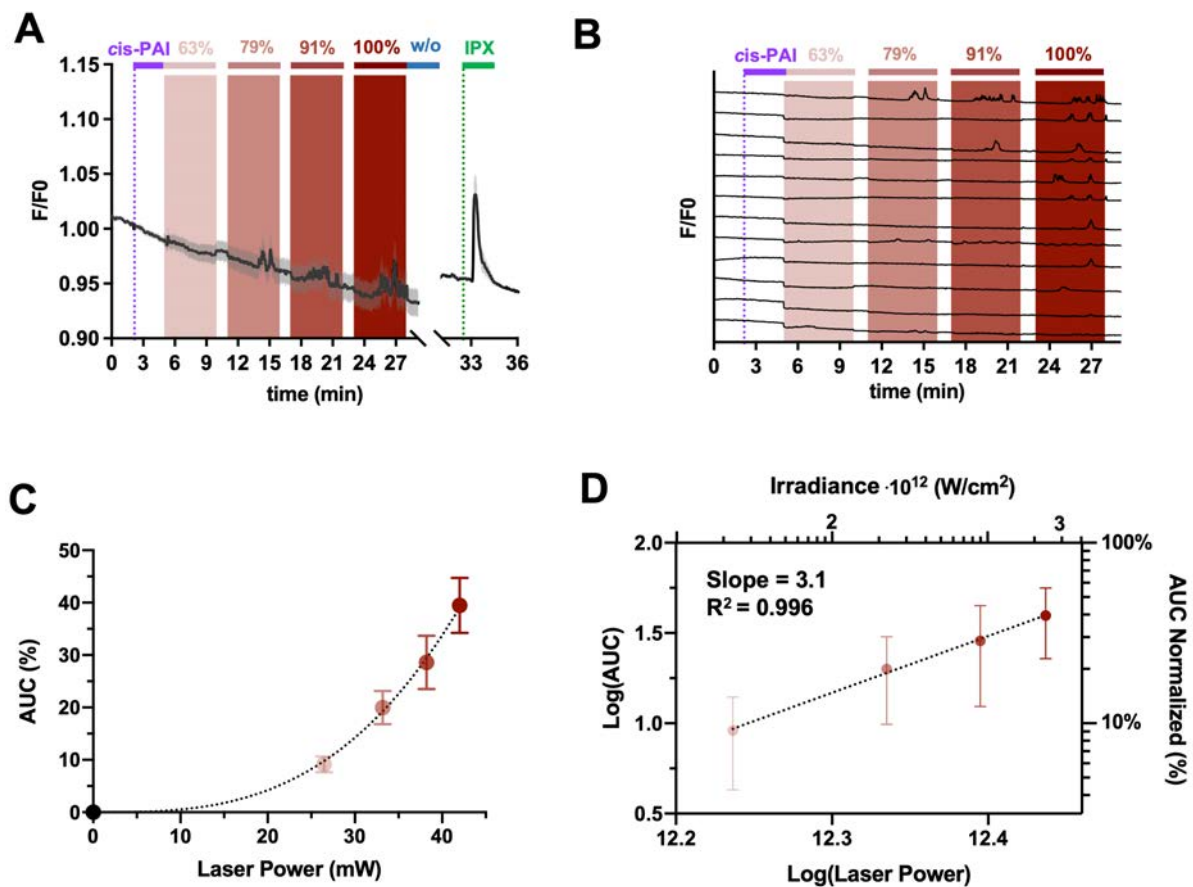 A
cis-PAI 63% 79% 91% 100% w/o IPX
1.15
1.10
1.05
1.00
0.95
0.90
F/F0
0 3 6 9 12 15 18 21 24 27 33 36
time (min)
B
cis-PAI 63% 79% 91% 100%
F/F0
0 3 6 9 12 15 18 21 24 27
time (min)
C
50
40
30
20
10
0
AUC (%)
0 10 20 30 40
Laser Power (mW)
D
Irradiance ·10¹² (W/cm²)
2 3
2.0
1.5
1.0
0.5
Log(AUC)
Slope = 3.1
R² = 0.996
100%
10%
AUC Normalized (%)
12.2 12.3 12.4
Log(Laser Power)